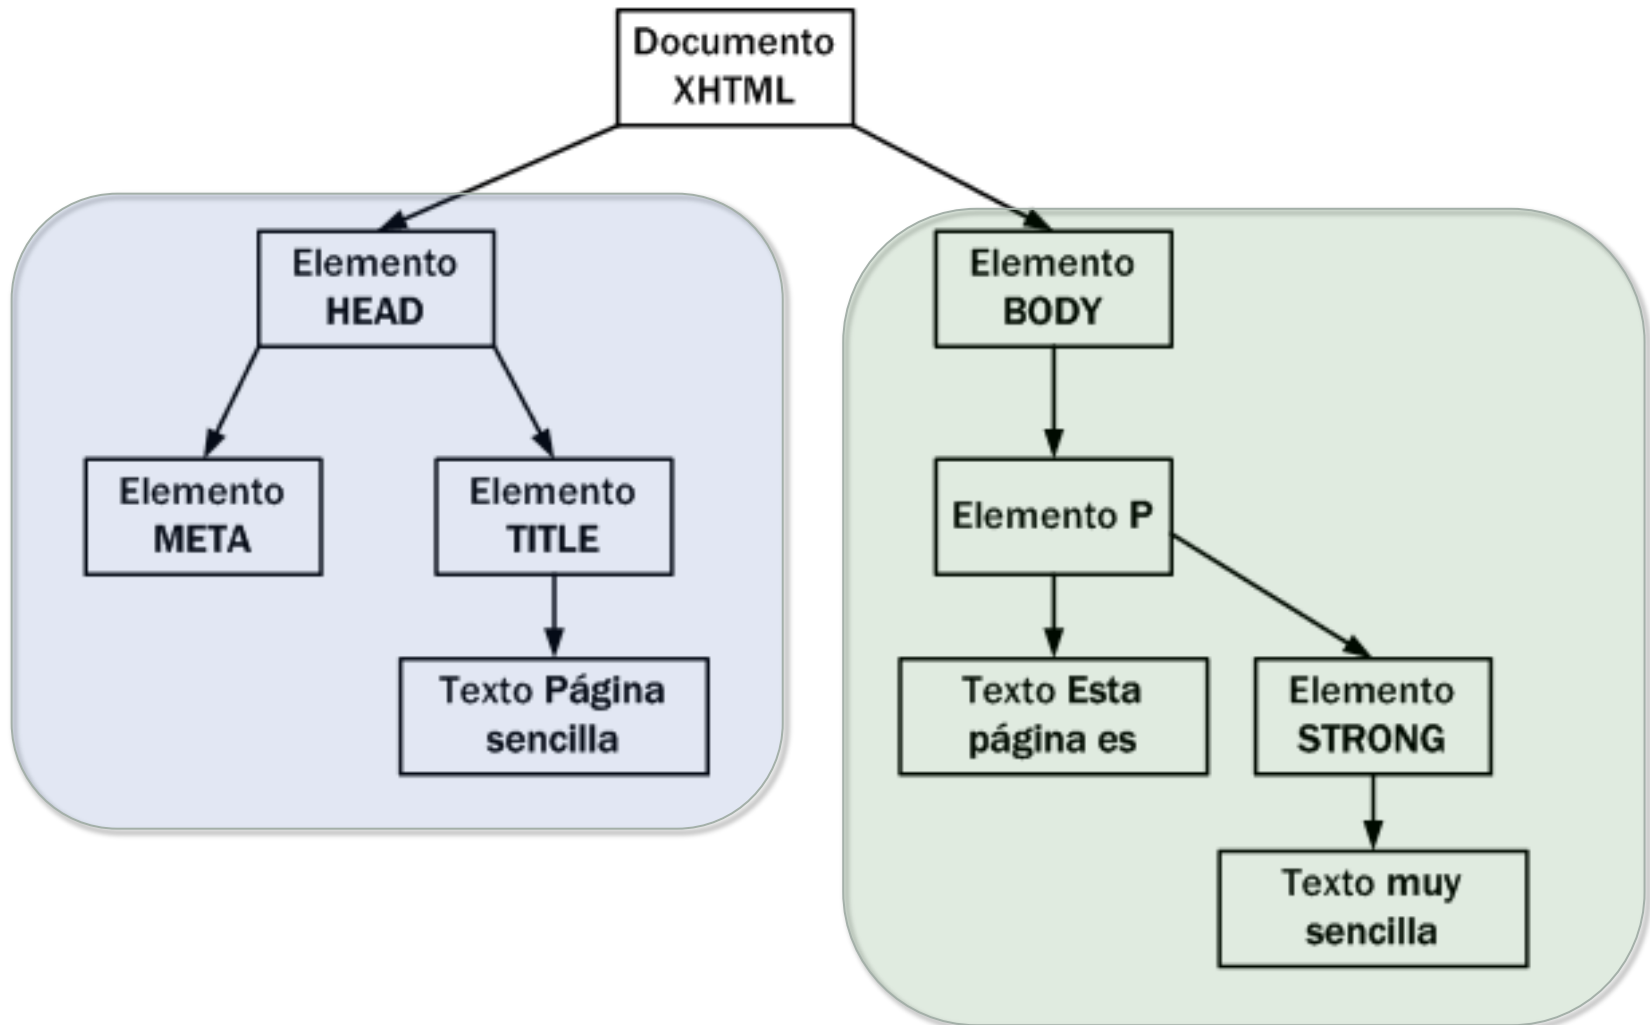 Documento
XHTML
Elemento
HEAD
Elemento
BODY
Elemento
META
Elemento
TITLE
Elemento P
Texto Página
sencilla
Texto Esta
página es
Elemento
STRONG
Texto muy
sencilla